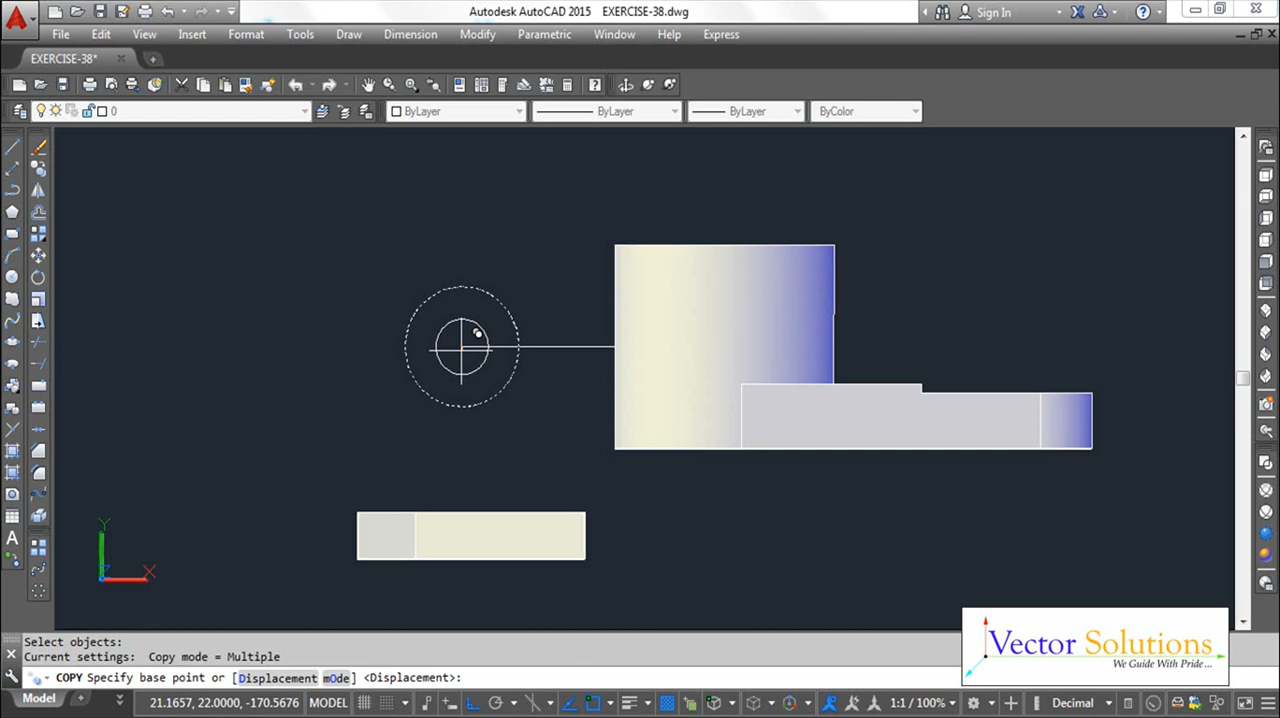 Autodesk AutoCAD 2015 EXERCISE-38.dwg
Sign In
File Edit View Insert Format Tools Draw Dimension Modify Parametric Window Help Express
EXERCISE-38*
0 ByLayer ByLayer ByLayer ByColor
Y
X
Select objects:
Current settings: Copy mode = Multiple
COPY Specify base point or [Displacement mOde] <Displacement>:
Vector Solutions
We Guide With Pride...
Model
21.1657, 22.0000, -170.5676 MODEL 1:1 / 100% Decimal